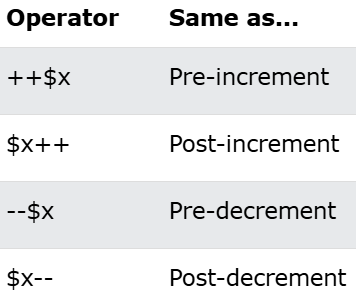 Operator Same as...
++$x Pre-increment
$x++ Post-increment
--$x Pre-decrement
$x-- Post-decrement